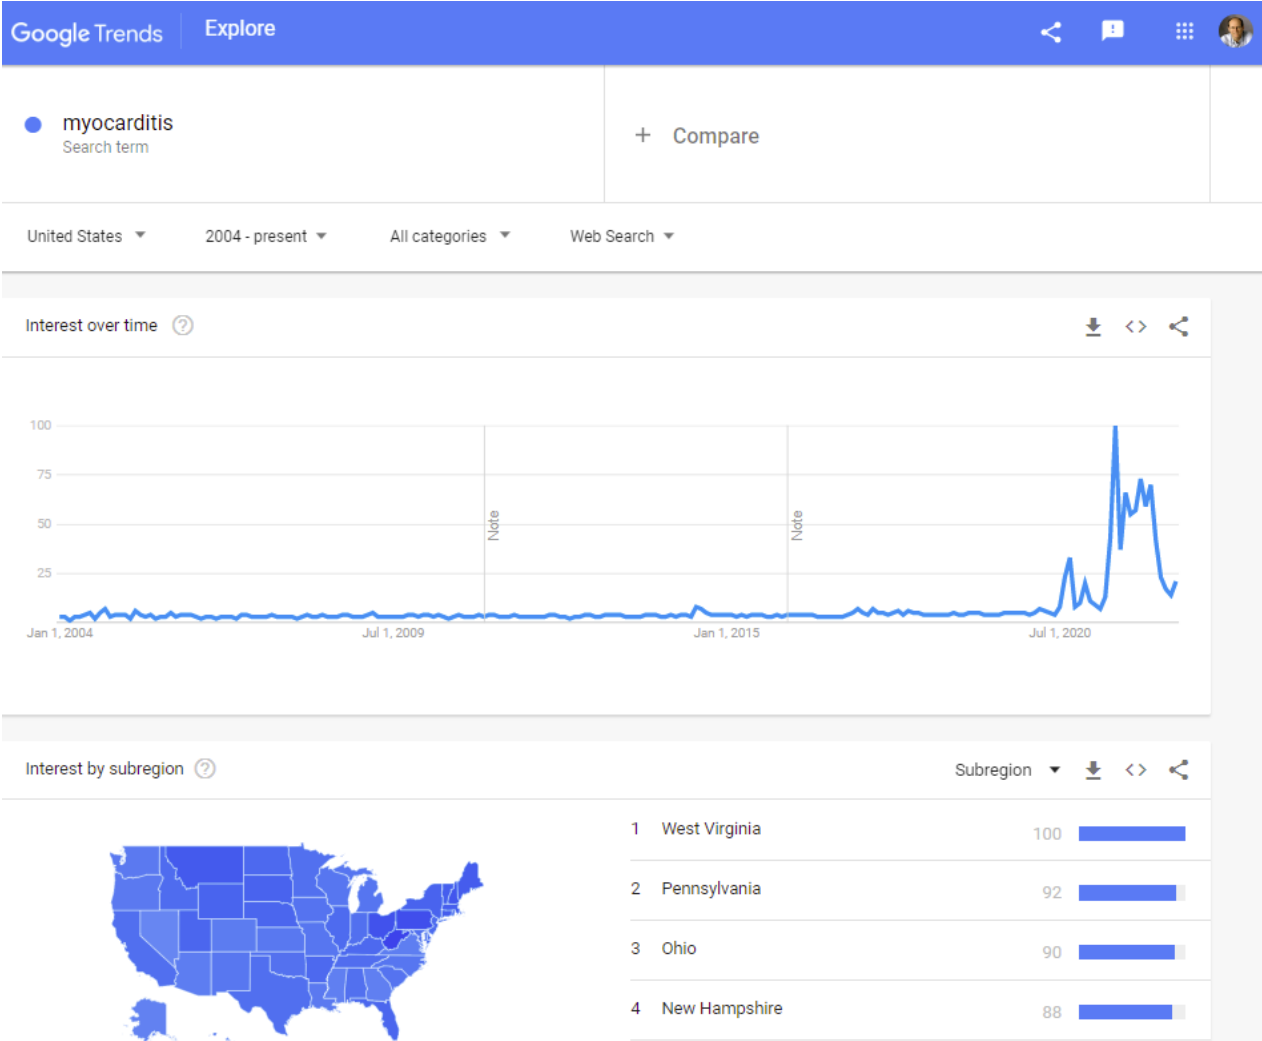 Google Trends
Explore
myocarditis
Search term
+ Compare
United States
2004 - present
All categories
Web Search
Interest over time ?
100
75
50
25
Note
Note
Jan 1, 2004
Jul 1, 2009
Jan 1, 2015
Jul 1, 2020
Interest by subregion ?
Subregion
1 West Virginia 100
2 Pennsylvania 92
3 Ohio 90
4 New Hampshire 88